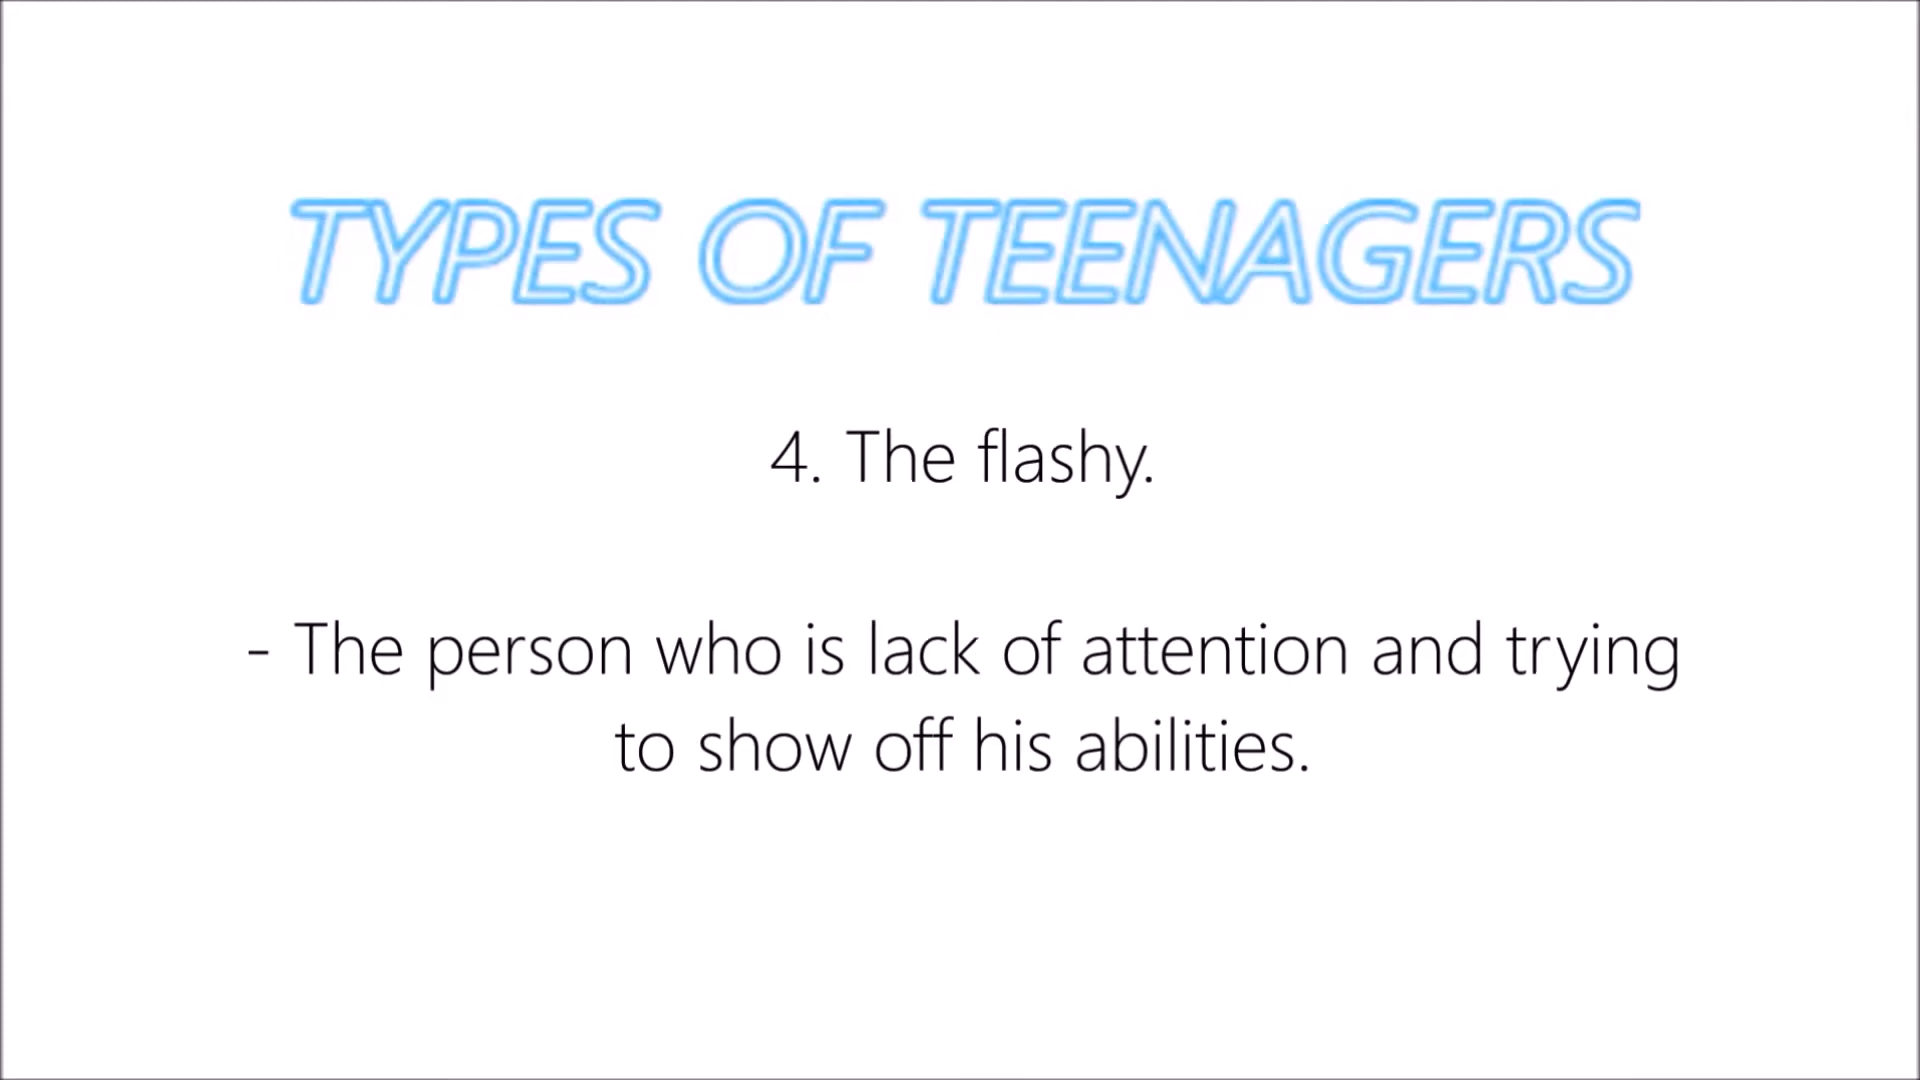 TYPES OF TEENAGERS
4. The flashy.
- The person who is lack of attention and trying
to show off his abilities.